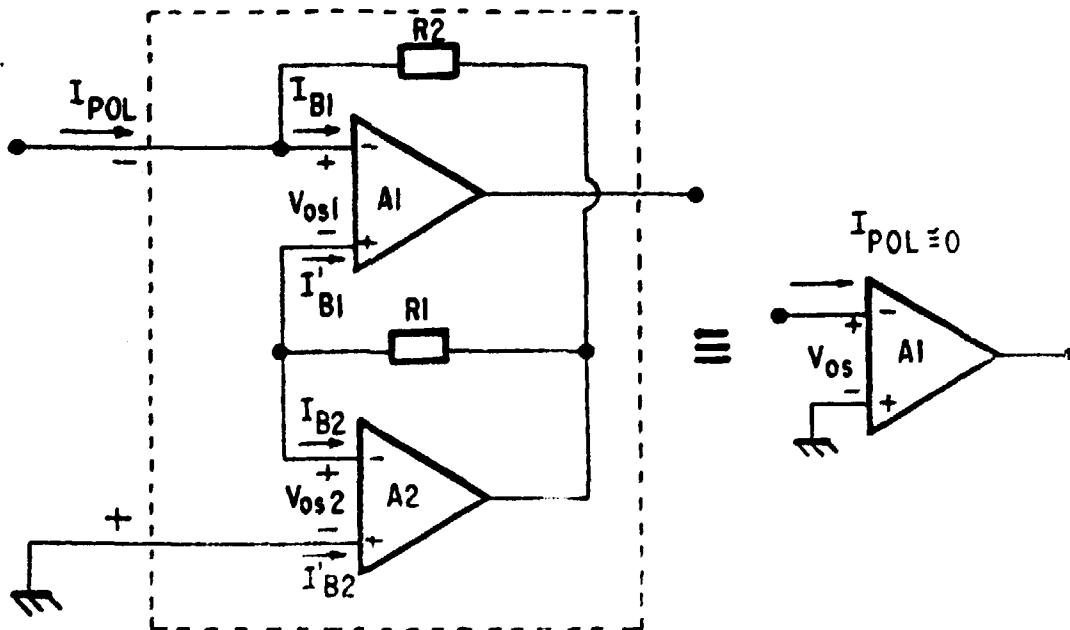 R2
I_POL
I_B1
−
+
−
V_os1
A1
−
+
I'_B1
R1
I_POL ≅ 0
≡
−
+
V_os
A1
−
+
I_B2
−
+
V_os2
A2
+
−
+
I'_B2